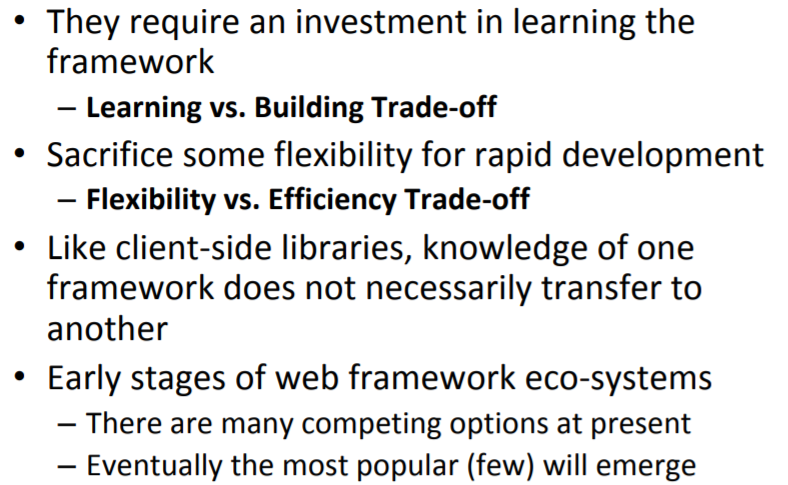 • They require an investment in learning the
framework
– Learning vs. Building Trade-off
• Sacrifice some flexibility for rapid development
– Flexibility vs. Efficiency Trade-off
• Like client-side libraries, knowledge of one
framework does not necessarily transfer to
another
• Early stages of web framework eco-systems
– There are many competing options at present
– Eventually the most popular (few) will emerge